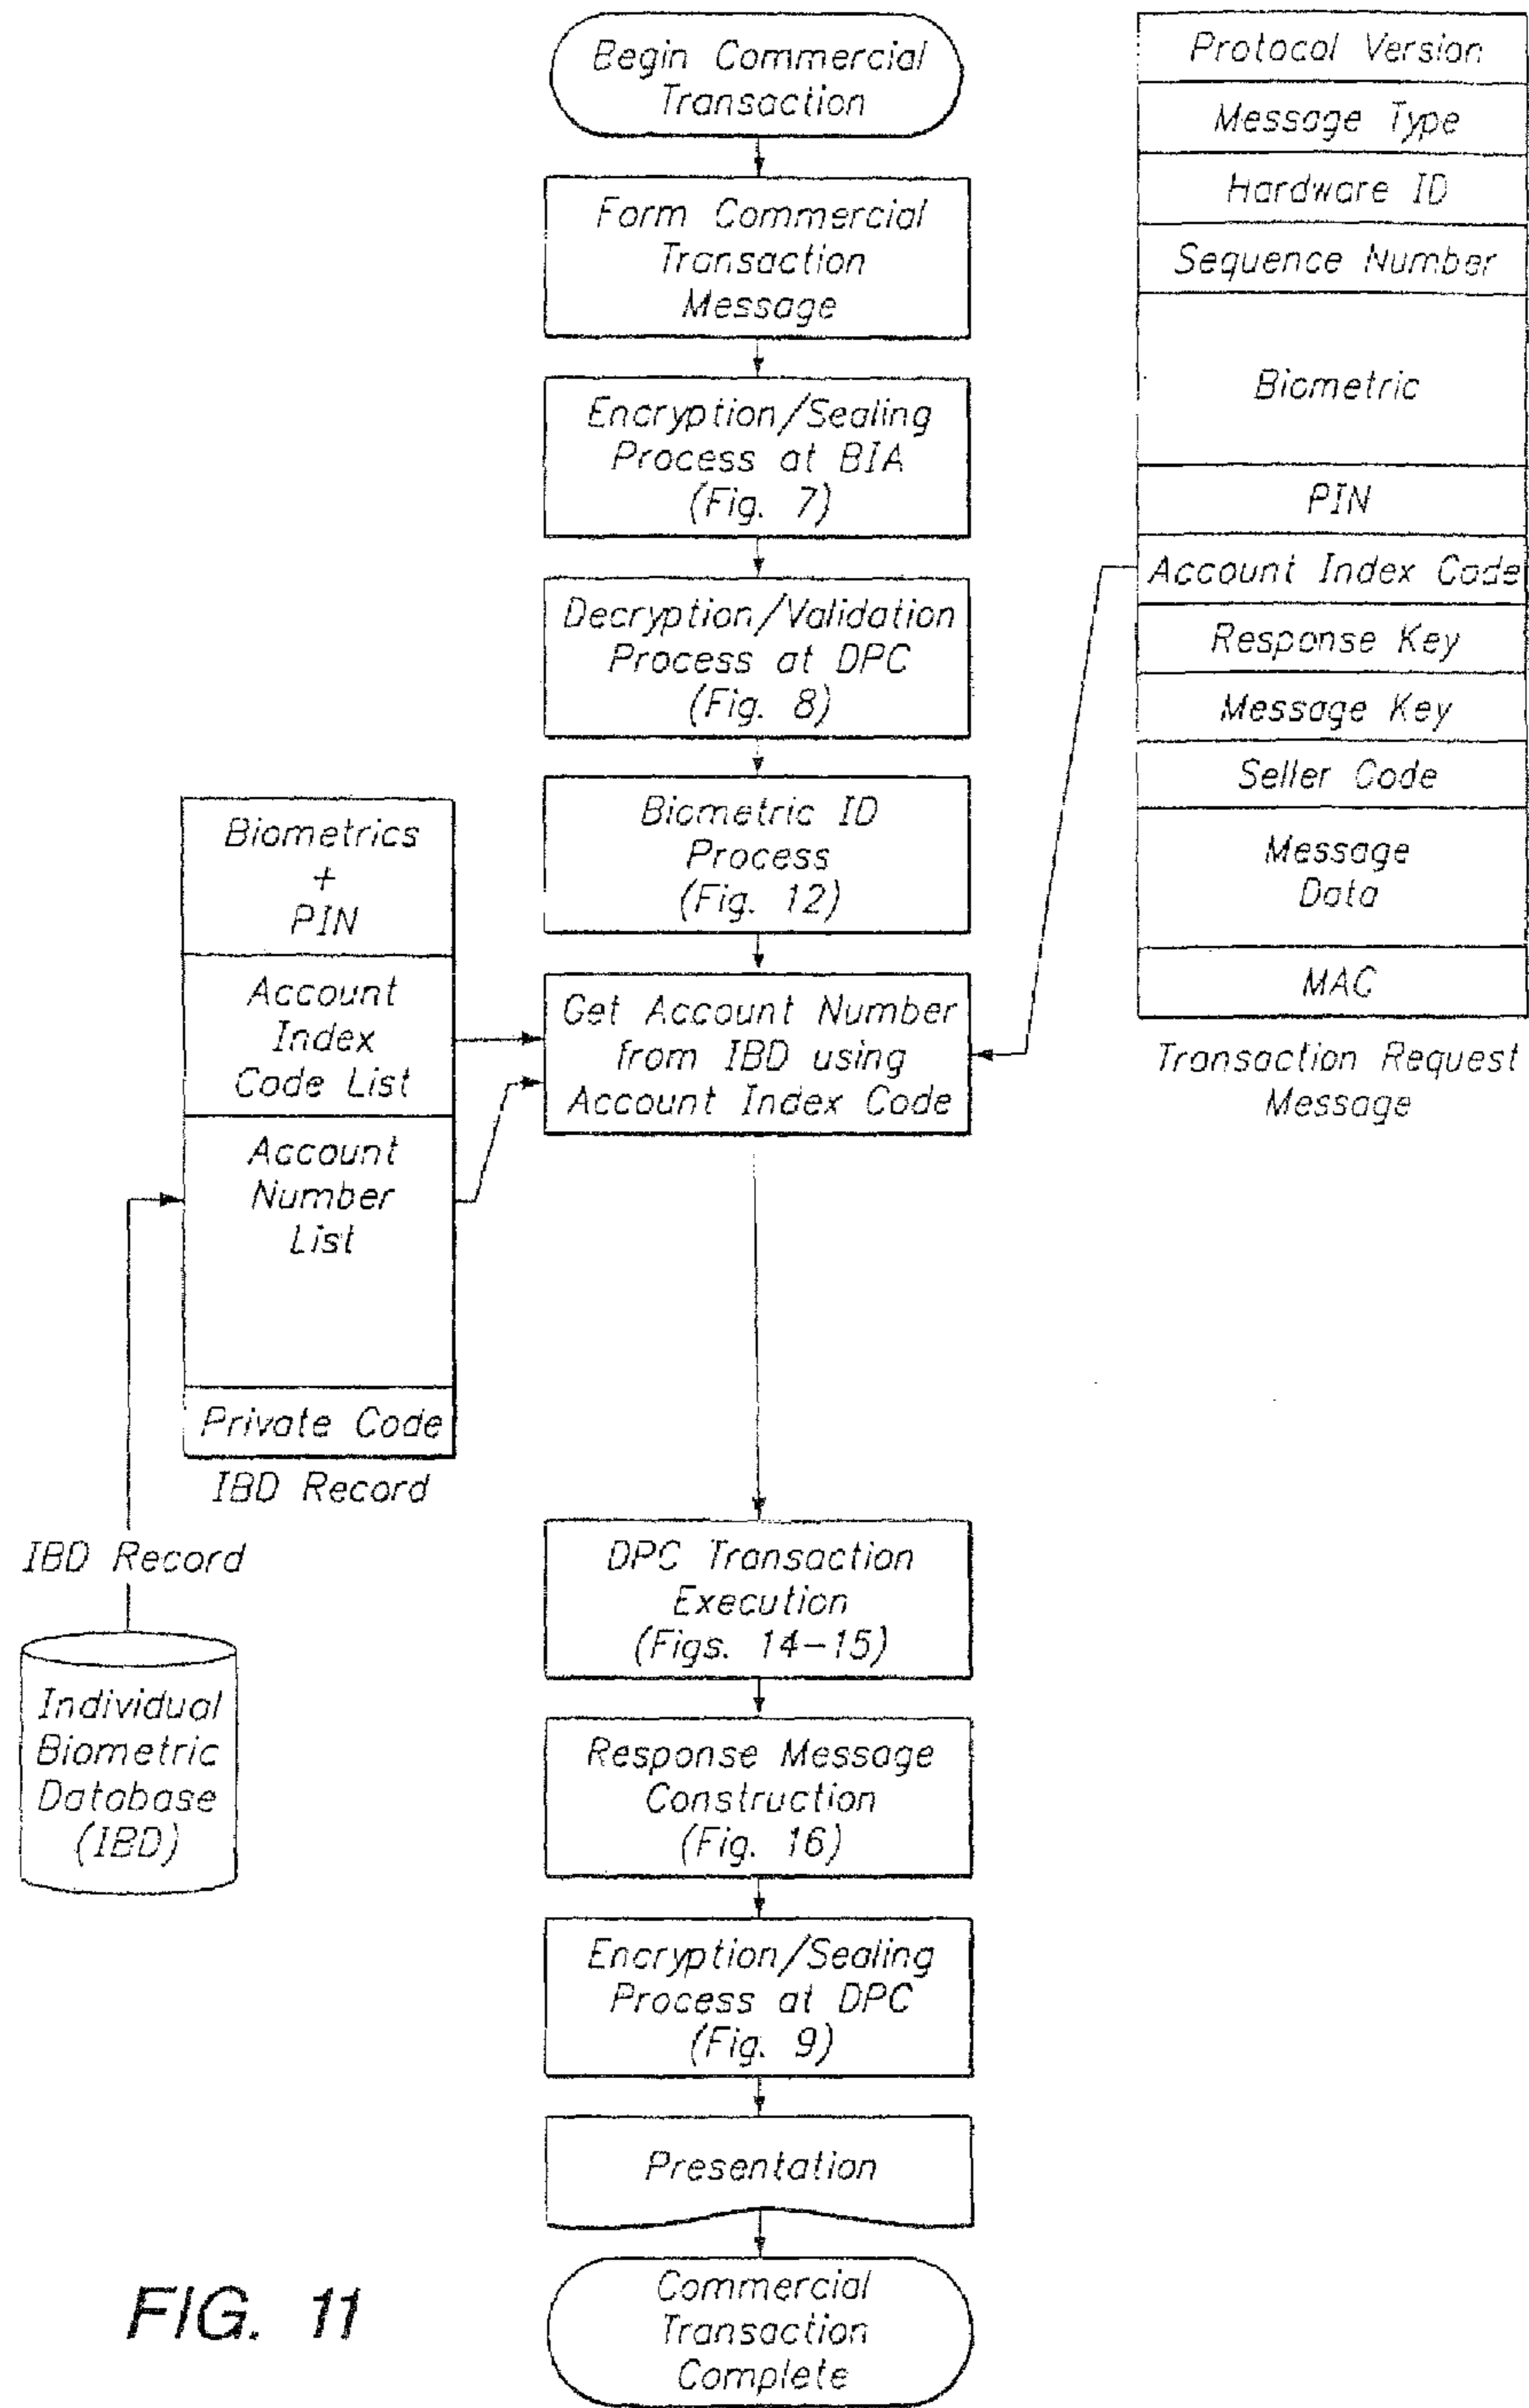 Begin Commercial
Transaction
Form Commercial
Transaction
Message
Encryption/Sealing
Process at BIA
(Fig. 7)
Decryption/Validation
Process at DPC
(Fig. 8)
Biometric ID
Process
(Fig. 12)
Get Account Number
from IBD using
Account Index Code
DPC Transaction
Execution
(Figs. 14-15)
Response Message
Construction
(Fig. 16)
Encryption/Sealing
Process at DPC
(Fig. 9)
Presentation
Commercial
Transaction
Complete
Protocol Version
Message Type
Hardware ID
Sequence Number
Biometric
PIN
Account Index Code
Response Key
Message Key
Seller Code
Message
Data
MAC
Transaction Request
Message
Biometrics
+
PIN
Account
Index
Code List
Account
Number
List
Private Code
IBD Record
IBD Record
Individual
Biometric
Database
(IBD)
FIG. 11